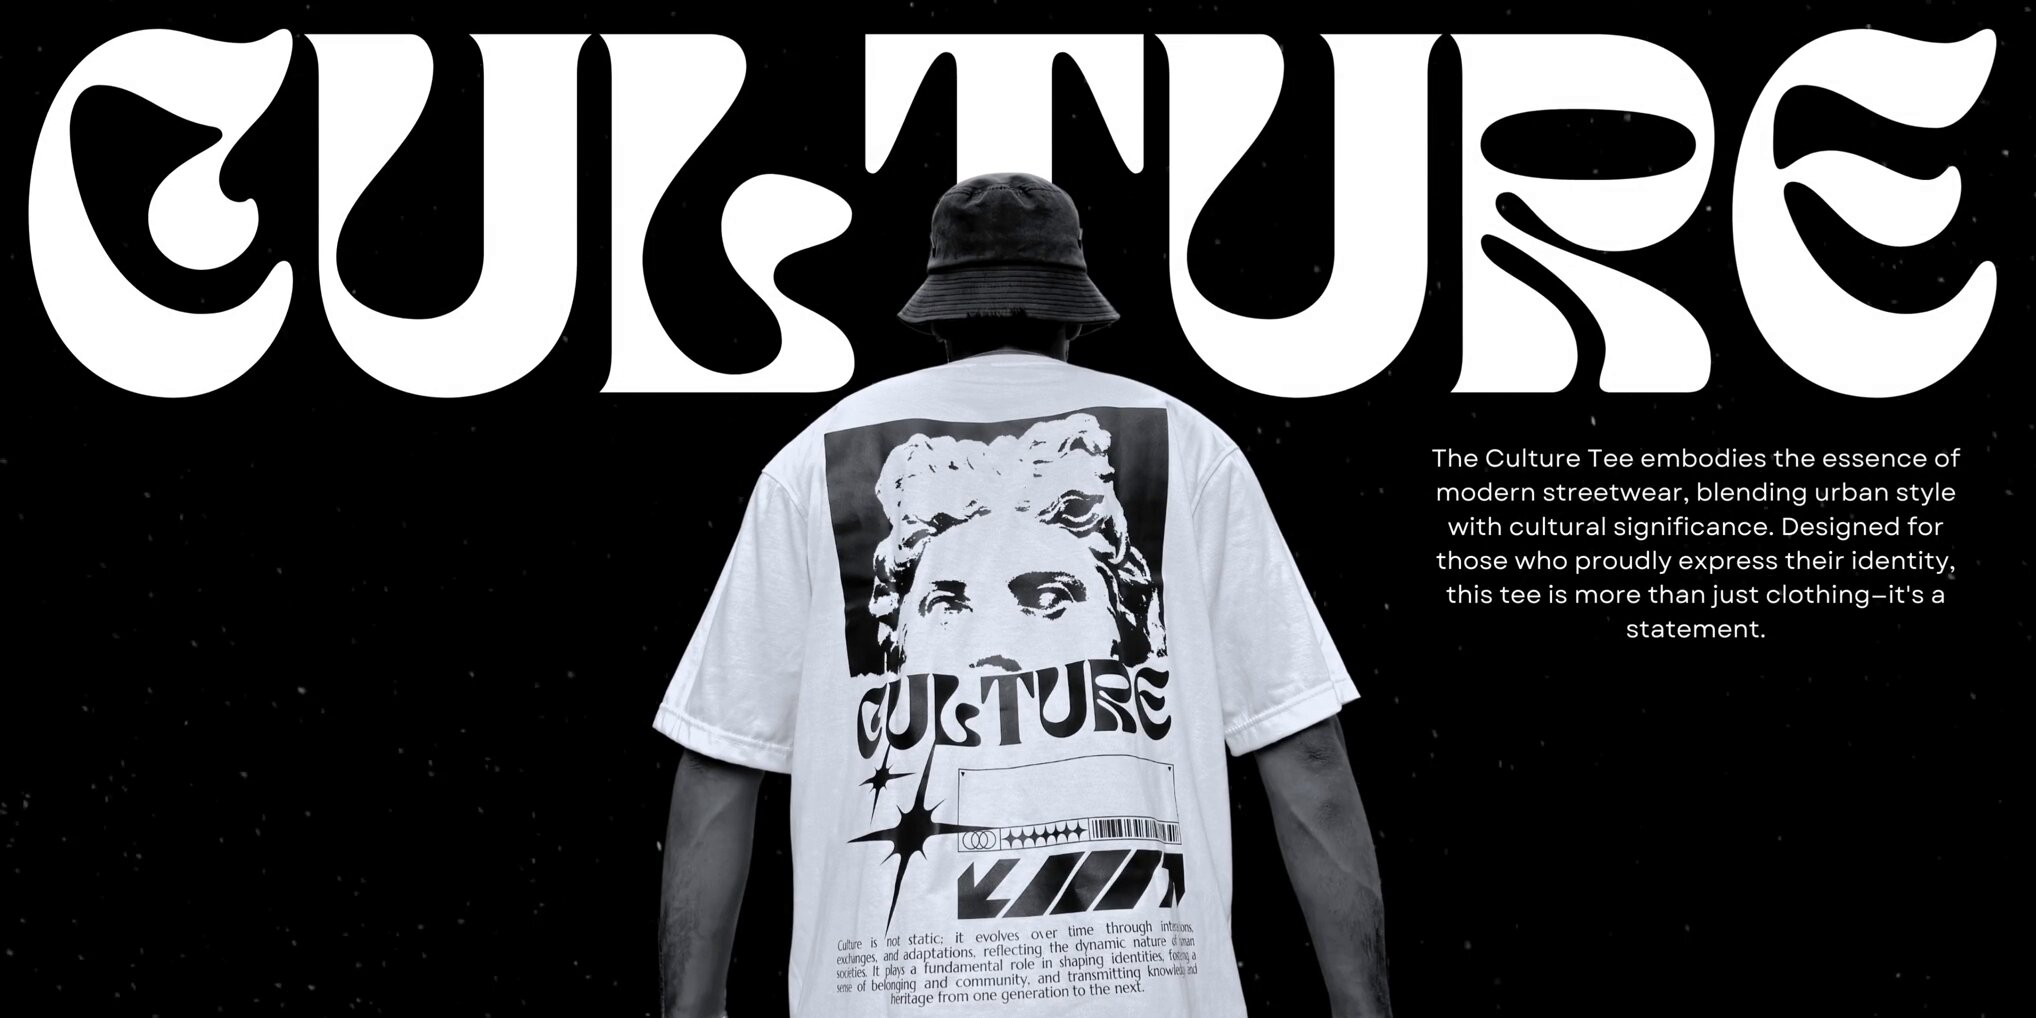 CULTURE
The Culture Tee embodies the essence of
modern streetwear, blending urban style
with cultural significance. Designed for
those who proudly express their identity,
this tee is more than just clothing—it's a
statement.
CULTURE
Culture is not static; it evolves over time through
exchanges, and adaptations, reflecting the dynamic nature of
societies. It plays a fundamental role in shaping identities, fostering a
sense of belonging and community, and transmitting knowledge and
heritage from one generation to the next.